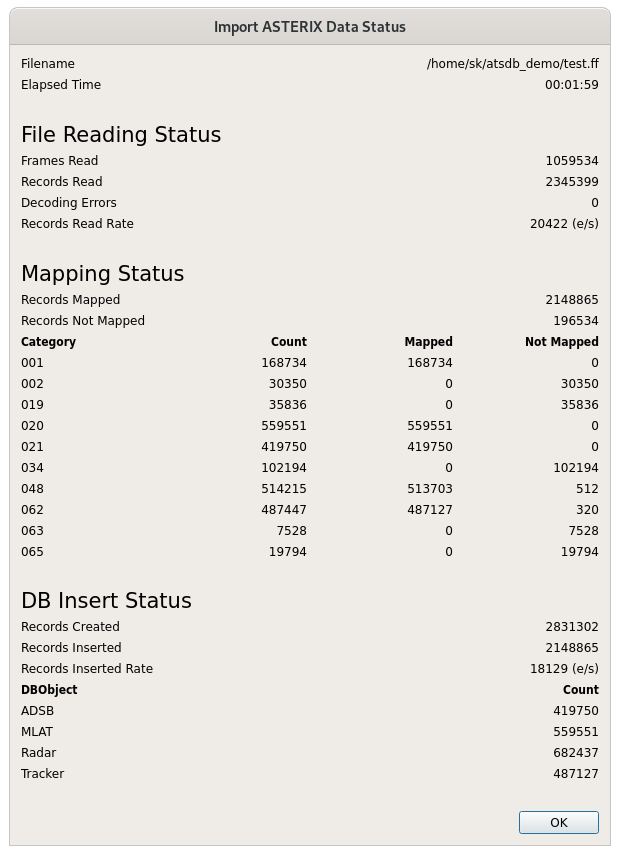 Import ASTERIX Data Status
Filename /home/sk/atsdb_demo/test.ff
Elapsed Time 00:01:59
File Reading Status
Frames Read 1059534
Records Read 2345399
Decoding Errors 0
Records Read Rate 20422 (e/s)
Mapping Status
Records Mapped 2148865
Records Not Mapped 196534
Category Count Mapped Not Mapped
001 168734 168734 0
002 30350 0 30350
019 35836 0 35836
020 559551 559551 0
021 419750 419750 0
034 102194 0 102194
048 514215 513703 512
062 487447 487127 320
063 7528 0 7528
065 19794 0 19794
DB Insert Status
Records Created 2831302
Records Inserted 2148865
Records Inserted Rate 18129 (e/s)
DBObject Count
ADSB 419750
MLAT 559551
Radar 682437
Tracker 487127
OK